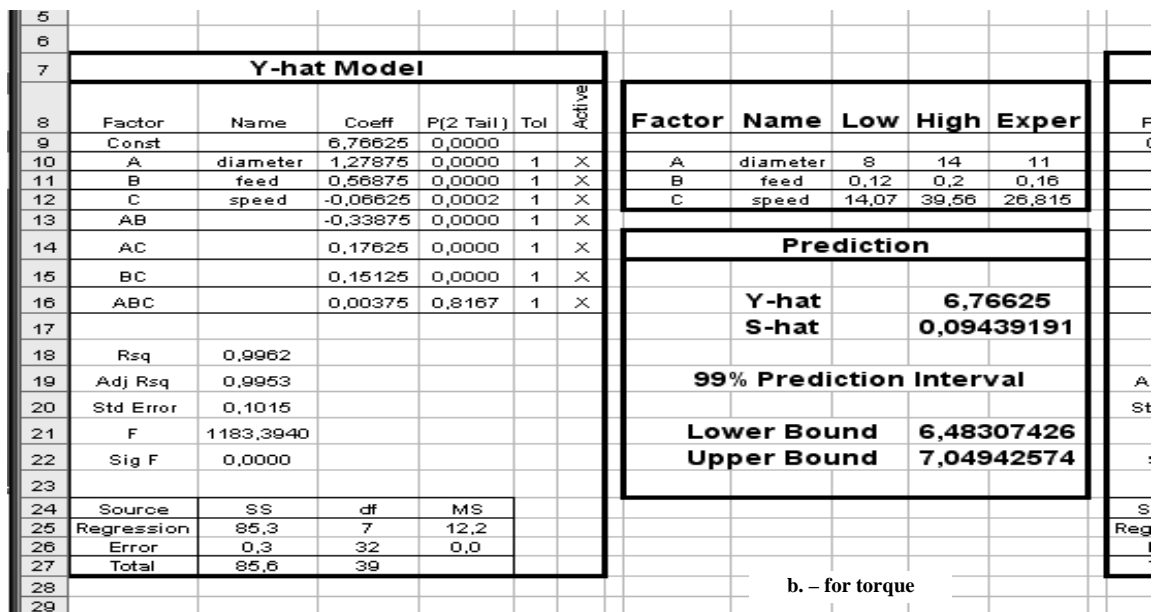 5
6
7 Y-hat Model
8 Factor Name Coeff P(2 Tail) Tol Active Factor Name Low High Exper F
9 Const 6,76625 0,0000
10 A diameter 1,27875 0,0000 1 X A diameter 8 14 11
11 B feed 0,56875 0,0000 1 X B feed 0,12 0,2 0,16
12 C speed -0,06625 0,0002 1 X C speed 14,07 39,56 26,815
13 AB -0,33875 0,0000 1 X
14 AC 0,17625 0,0000 1 X Prediction
15 BC 0,15125 0,0000 1 X
16 ABC 0,00375 0,8167 1 X Y-hat 6,76625
17 S-hat 0,09439191
18 Rsq 0,9962
19 Adj Rsq 0,9953 99% Prediction Interval A
20 Std Error 0,1015 St
21 F 1183,3940 Lower Bound 6,48307426
22 Sig F 0,0000 Upper Bound 7,04942574
23
24 Source SS df MS S
25 Regression 85,3 7 12,2 Reg
26 Error 0,3 32 0,0
27 Total 85,6 39
28 b. – for torque
29